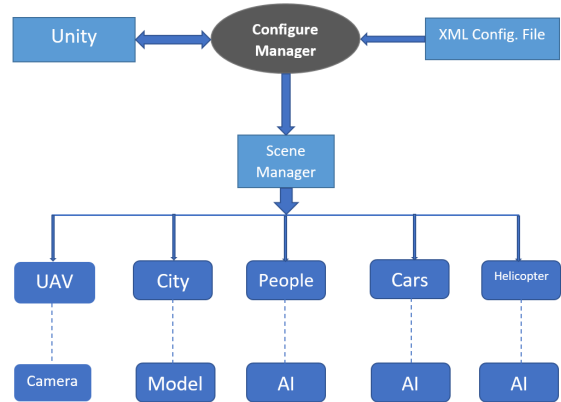 Unity
Configure
Manager
XML Config. File
Scene
Manager
UAV
City
People
Cars
Helicopter
Camera
Model
AI
AI
AI